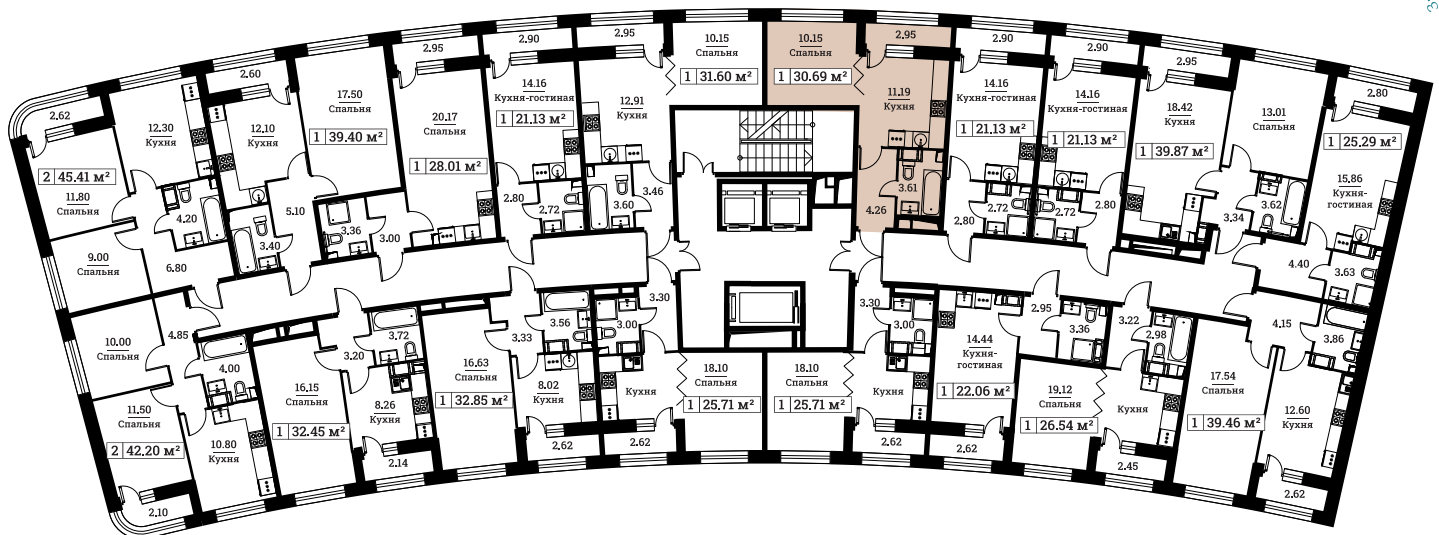 2.62
12.30
Кухня
2 45.41 м²
11.80
Спальня
4.20
9.00
Спальня
6.80
2.60
12.10
Кухня
17.50
Спальня
1 39.40 м²
5.10
3.40
3.36
3.00
2.95
20.17
Спальня
1 28.01 м²
2.90
14.16
Кухня-гостиная
1 21.13 м²
2.80
2.72
2.95
10.15
Спальня
1 31.60 м²
12.91
Кухня
3.60
3.46
10.15
Спальня
1 30.69 м²
2.95
11.19
Кухня
3.61
4.26
2.90
14.16
Кухня-гостиная
1 21.13 м²
2.80
2.72
2.90
14.16
Кухня-гостиная
1 21.13 м²
2.72
2.80
2.95
18.42
Кухня
1 39.87 м²
13.01
Спальня
3.34
3.62
2.80
1 25.29 м²
15.86
Кухня-
гостиная
4.40
3.63
10.00
Спальня
4.85
4.00
11.50
Спальня
2 42.20 м²
10.80
Кухня
2.10
16.15
Спальня
1 32.45 м²
3.20
3.72
8.26
Кухня
2.14
16.63
Спальня
1 32.85 м²
3.33
3.56
8.02
Кухня
2.62
3.30
3.00
18.10
Спальня
Кухня
1 25.71 м²
2.62
3.30
3.00
18.10
Спальня
Кухня
1 25.71 м²
2.62
14.44
Кухня-
гостиная
1 22.06 м²
2.62
2.95
3.36
19.12
Спальня
1 26.54 м²
3.22
2.98
Кухня
2.45
17.54
Спальня
1 39.46 м²
4.15
3.86
12.60
Кухня
2.62